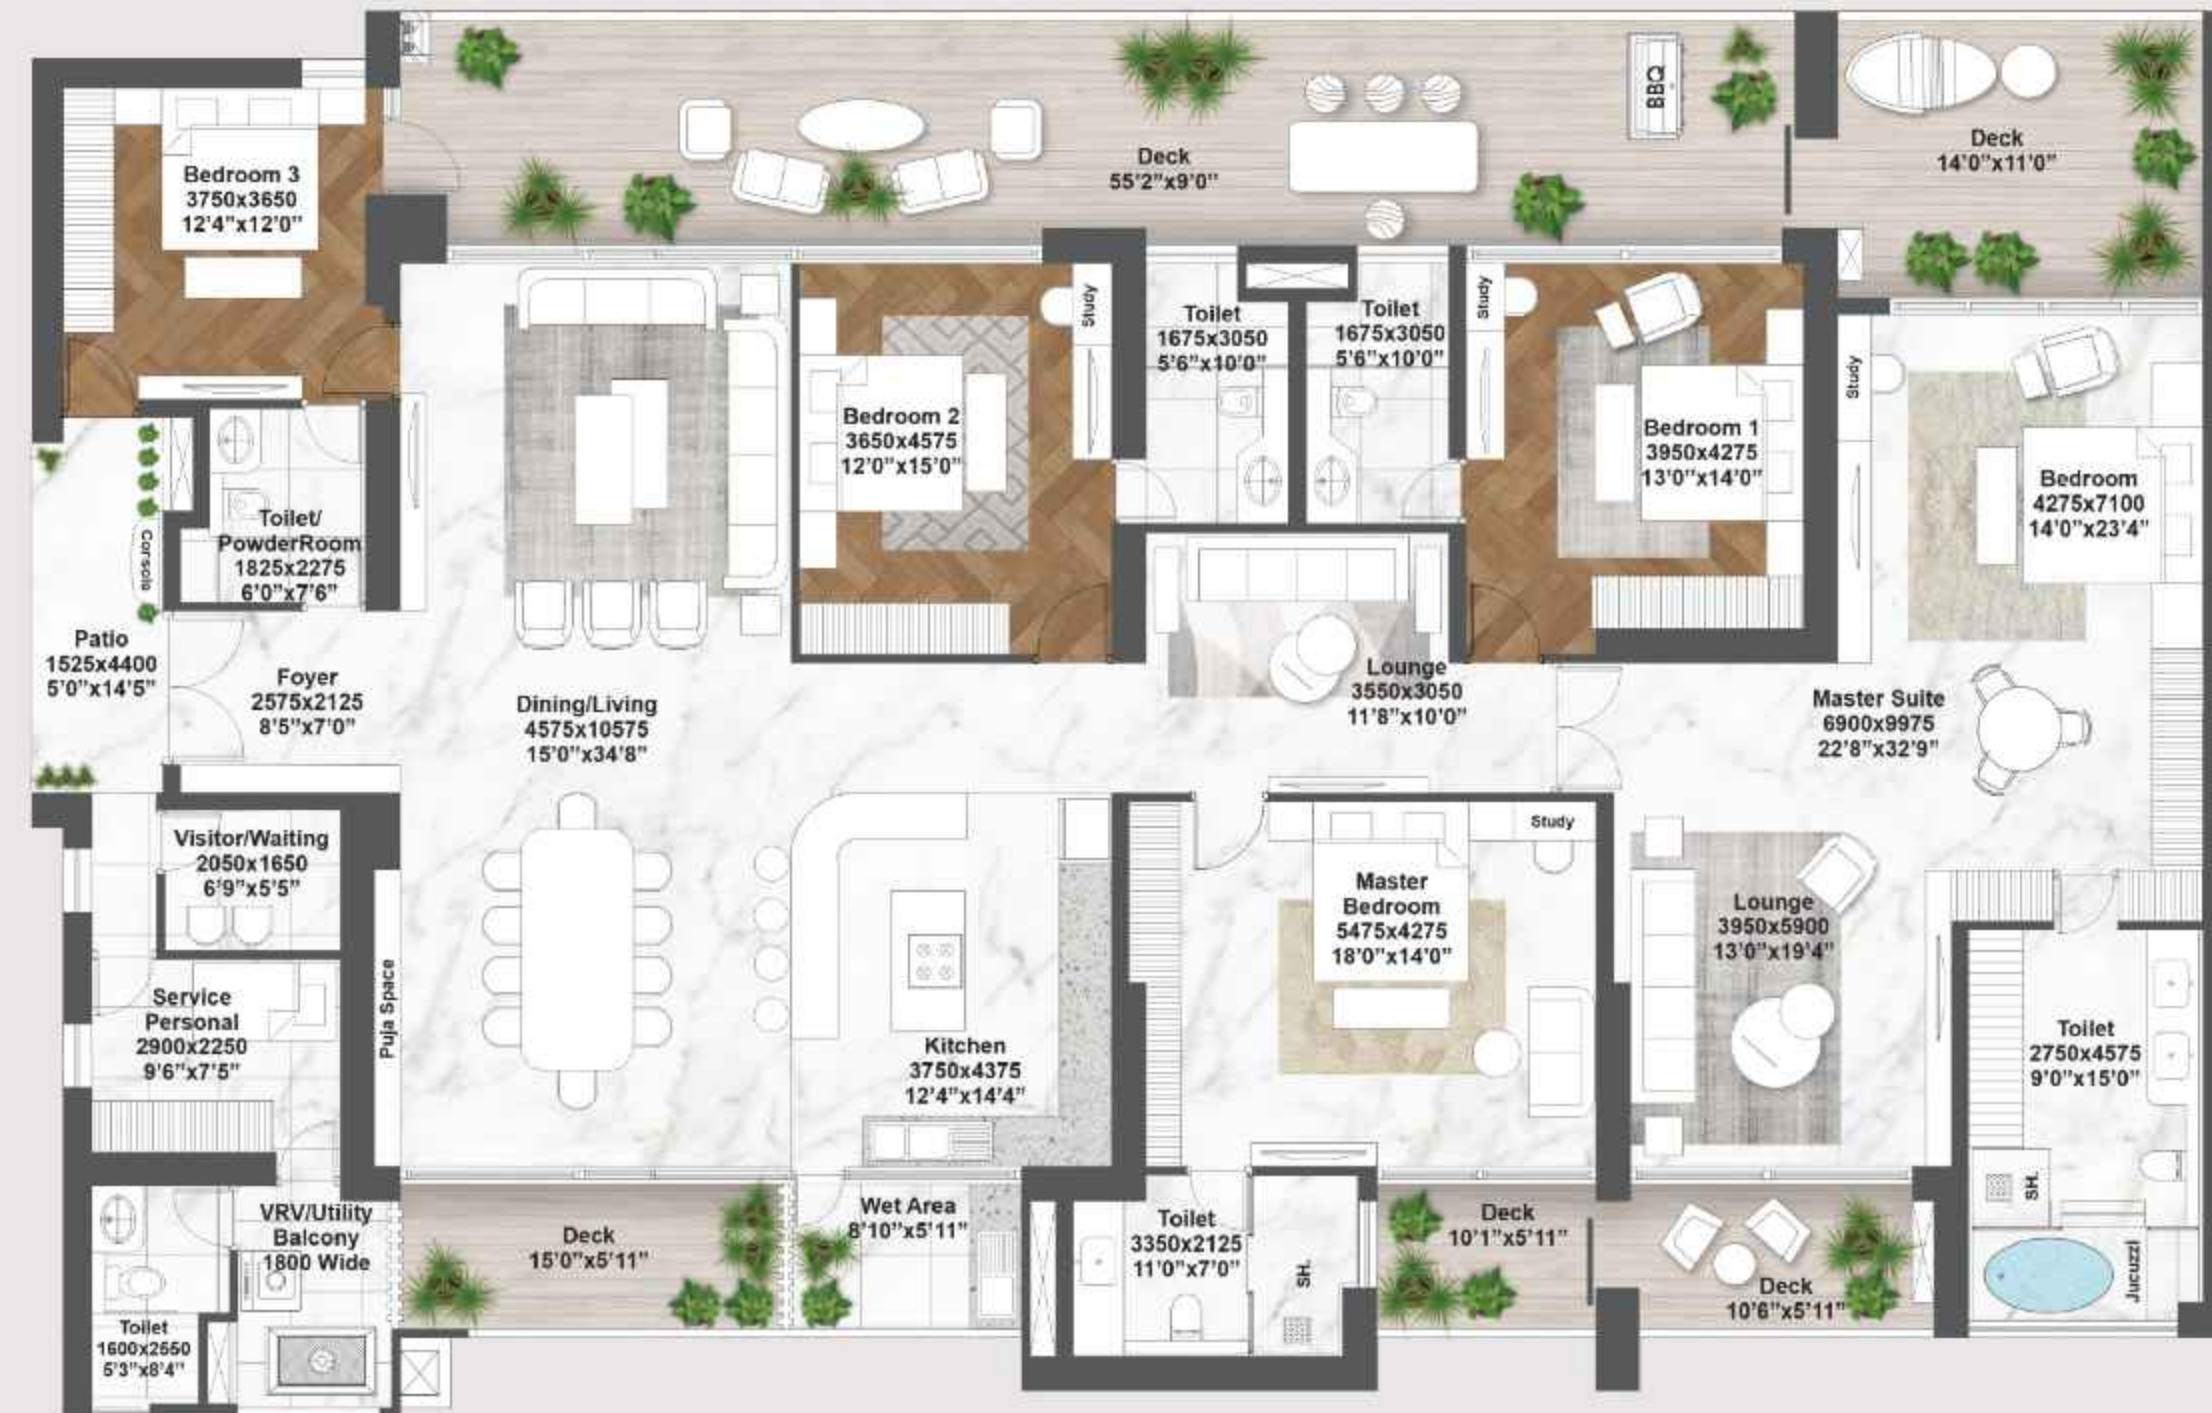 BBQ
Deck
14'0"x11'0"
Deck
55'2"x9'0"
Bedroom 3
3750x3650
12'4"x12'0"
Study
Toilet
1675x3050
5'6"x10'0"
Toilet
1675x3050
5'6"x10'0"
Study
Study
Bedroom 2
3650x4575
12'0"x15'0"
Bedroom 1
3950x4275
13'0"x14'0"
Bedroom
4275x7100
14'0"x23'4"
Toilet/
PowderRoom
1825x2275
6'0"x7'6"
Corsole
Patio
1525x4400
5'0"x14'5"
Foyer
2575x2125
8'5"x7'0"
Dining/Living
4575x10575
15'0"x34'8"
Lounge
3550x3050
11'8"x10'0"
Master Suite
6900x9975
22'8"x32'9"
Visitor/Waiting
2050x1650
6'9"x5'5"
Study
Master
Bedroom
5475x4275
18'0"x14'0"
Lounge
3950x5900
13'0"x19'4"
Service
Personal
2900x2250
9'6"x7'5"
Puja Space
Kitchen
3750x4375
12'4"x14'4"
Toilet
2750x4575
9'0"x15'0"
SH.
VRV/Utility
Balcony
1800 Wide
Deck
15'0"x5'11"
Wet Area
8'10"x5'11"
Toilet
3350x2125
11'0"x7'0"
SH.
Deck
10'1"x5'11"
Deck
10'6"x5'11"
Jucuzzi
Toilet
1600x2550
5'3"x8'4"